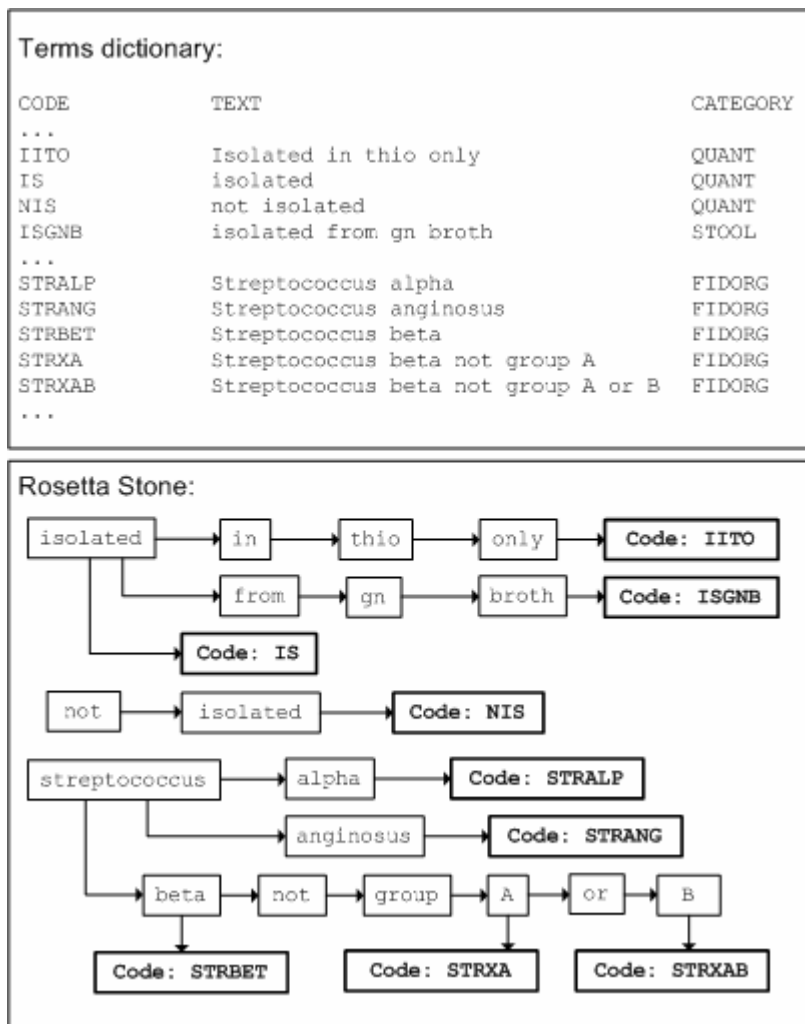 Terms dictionary:
CODE TEXT CATEGORY
...
IITO Isolated in thio only QUANT
IS isolated QUANT
NIS not isolated QUANT
ISGNB isolated from gn broth STOOL
...
STRALP Streptococcus alpha FIDORG
STRANG Streptococcus anginosus FIDORG
STRBET Streptococcus beta FIDORG
STRXA Streptococcus beta not group A FIDORG
STRXAB Streptococcus beta not group A or B FIDORG
...
Rosetta Stone:
isolated in thio only Code: IITO
from gn broth Code: ISGNB
Code: IS
not isolated Code: NIS
streptococcus alpha Code: STRALP
anginosus Code: STRANG
beta not group A or B
Code: STRBET Code: STRXA Code: STRXAB